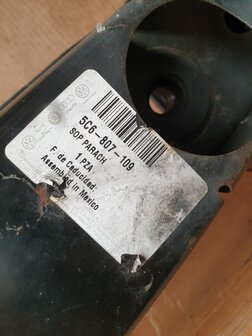 5C6-807-109
SOP PARACH
1 PZA
F. de Caducidad:
Assembled in Mexico